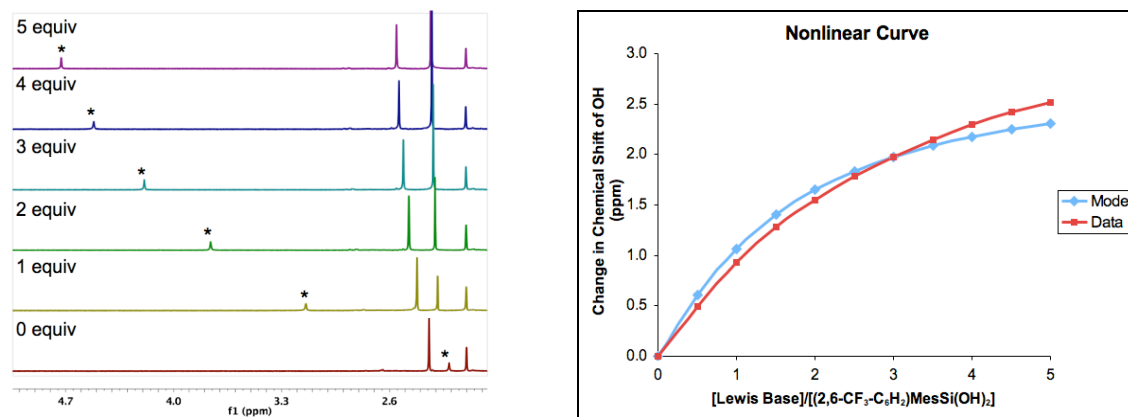 5 equiv
*
4 equiv
*
3 equiv
*
2 equiv
*
1 equiv
*
0 equiv
*
4.7 4.0 3.3 2.6
f1 (ppm)
Nonlinear Curve
3.0
2.5
2.0
1.5
1.0
0.5
0.0
Change in Chemical Shift of OH
(ppm)
0 1 2 3 4 5
[Lewis Base]/[(2,6-CF₃-C₆H₂)MesSi(OH)₂]
Mode
Data